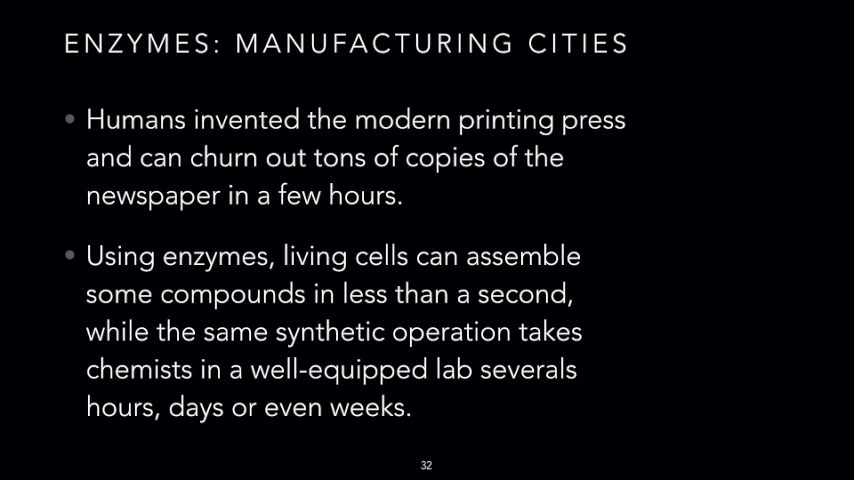 ENZYMES: MANUFACTURING CITIES
• Humans invented the modern printing press
and can churn out tons of copies of the
newspaper in a few hours.
• Using enzymes, living cells can assemble
some compounds in less than a second,
while the same synthetic operation takes
chemists in a well-equipped lab severals
hours, days or even weeks.
32